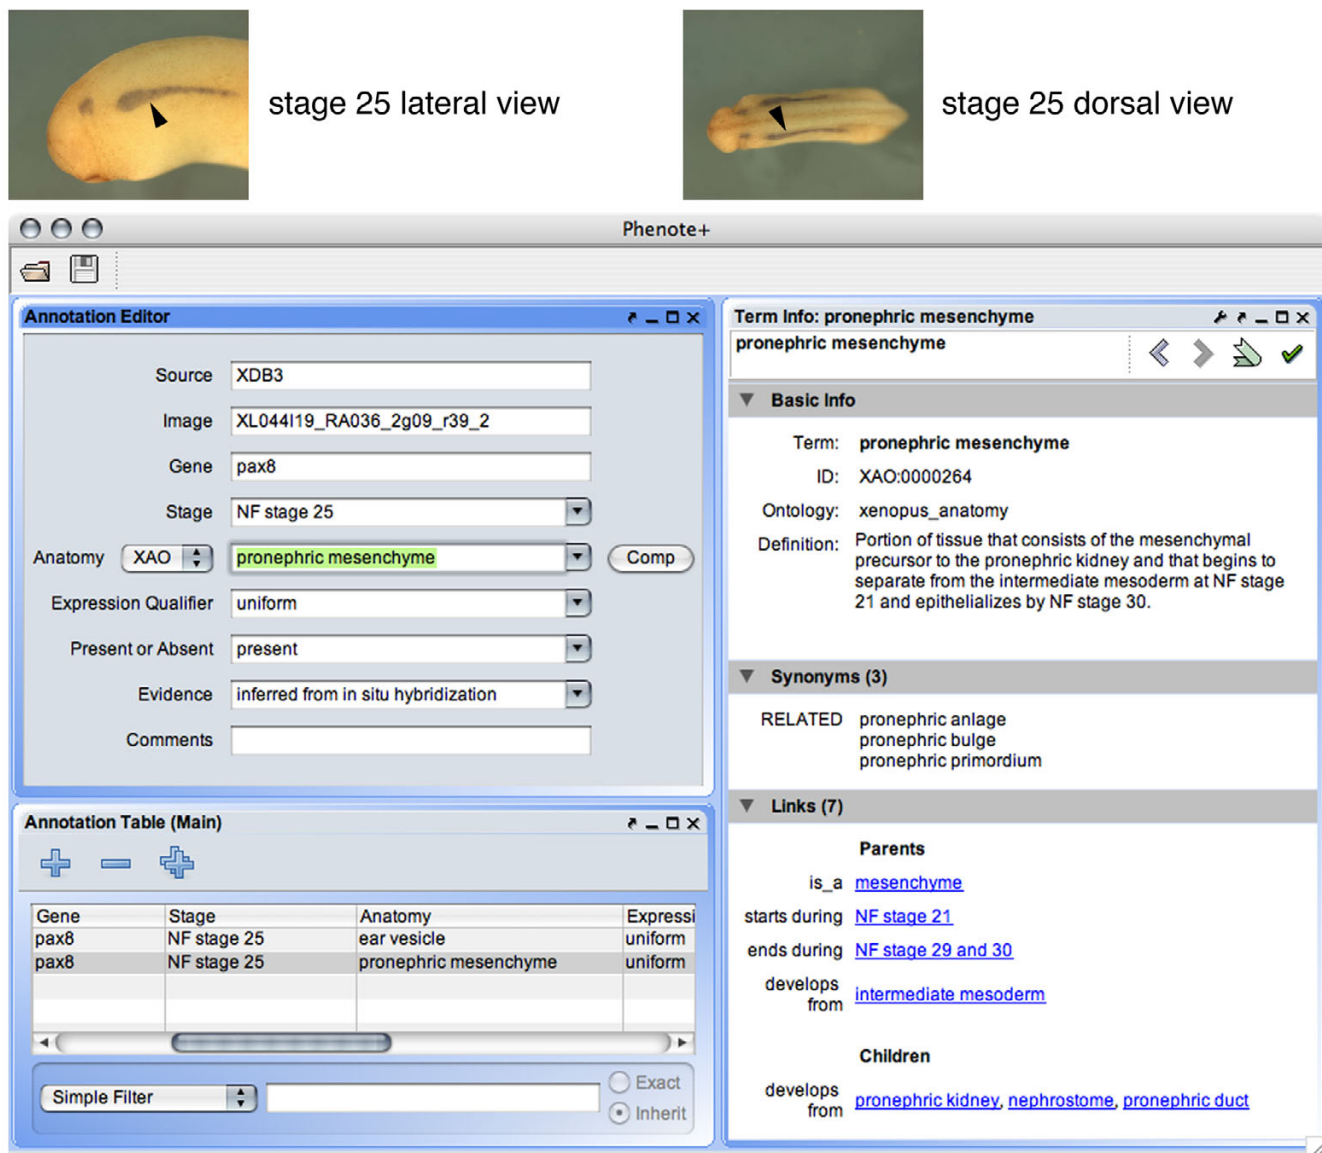 stage 25 lateral view
stage 25 dorsal view
Phenote+
Annotation Editor
Source XDB3
Image XL044I19_RA036_2g09_r39_2
Gene pax8
Stage NF stage 25
Anatomy XAO pronephric mesenchyme Comp
Expression Qualifier uniform
Present or Absent present
Evidence inferred from in situ hybridization
Comments
Annotation Table (Main)
Gene Stage Anatomy Expressi
pax8 NF stage 25 ear vesicle uniform
pax8 NF stage 25 pronephric mesenchyme uniform
Simple Filter
Exact
Inherit
Term Info: pronephric mesenchyme
pronephric mesenchyme
Basic Info
Term: pronephric mesenchyme
ID: XAO:0000264
Ontology: xenopus_anatomy
Definition: Portion of tissue that consists of the mesenchymal
precursor to the pronephric kidney and that begins to
separate from the intermediate mesoderm at NF stage
21 and epithelializes by NF stage 30.
Synonyms (3)
RELATED pronephric anlage
pronephric bulge
pronephric primordium
Links (7)
Parents
is_a mesenchyme
starts during NF stage 21
ends during NF stage 29 and 30
develops
from intermediate mesoderm
Children
develops
from pronephric kidney, nephrostome, pronephric duct